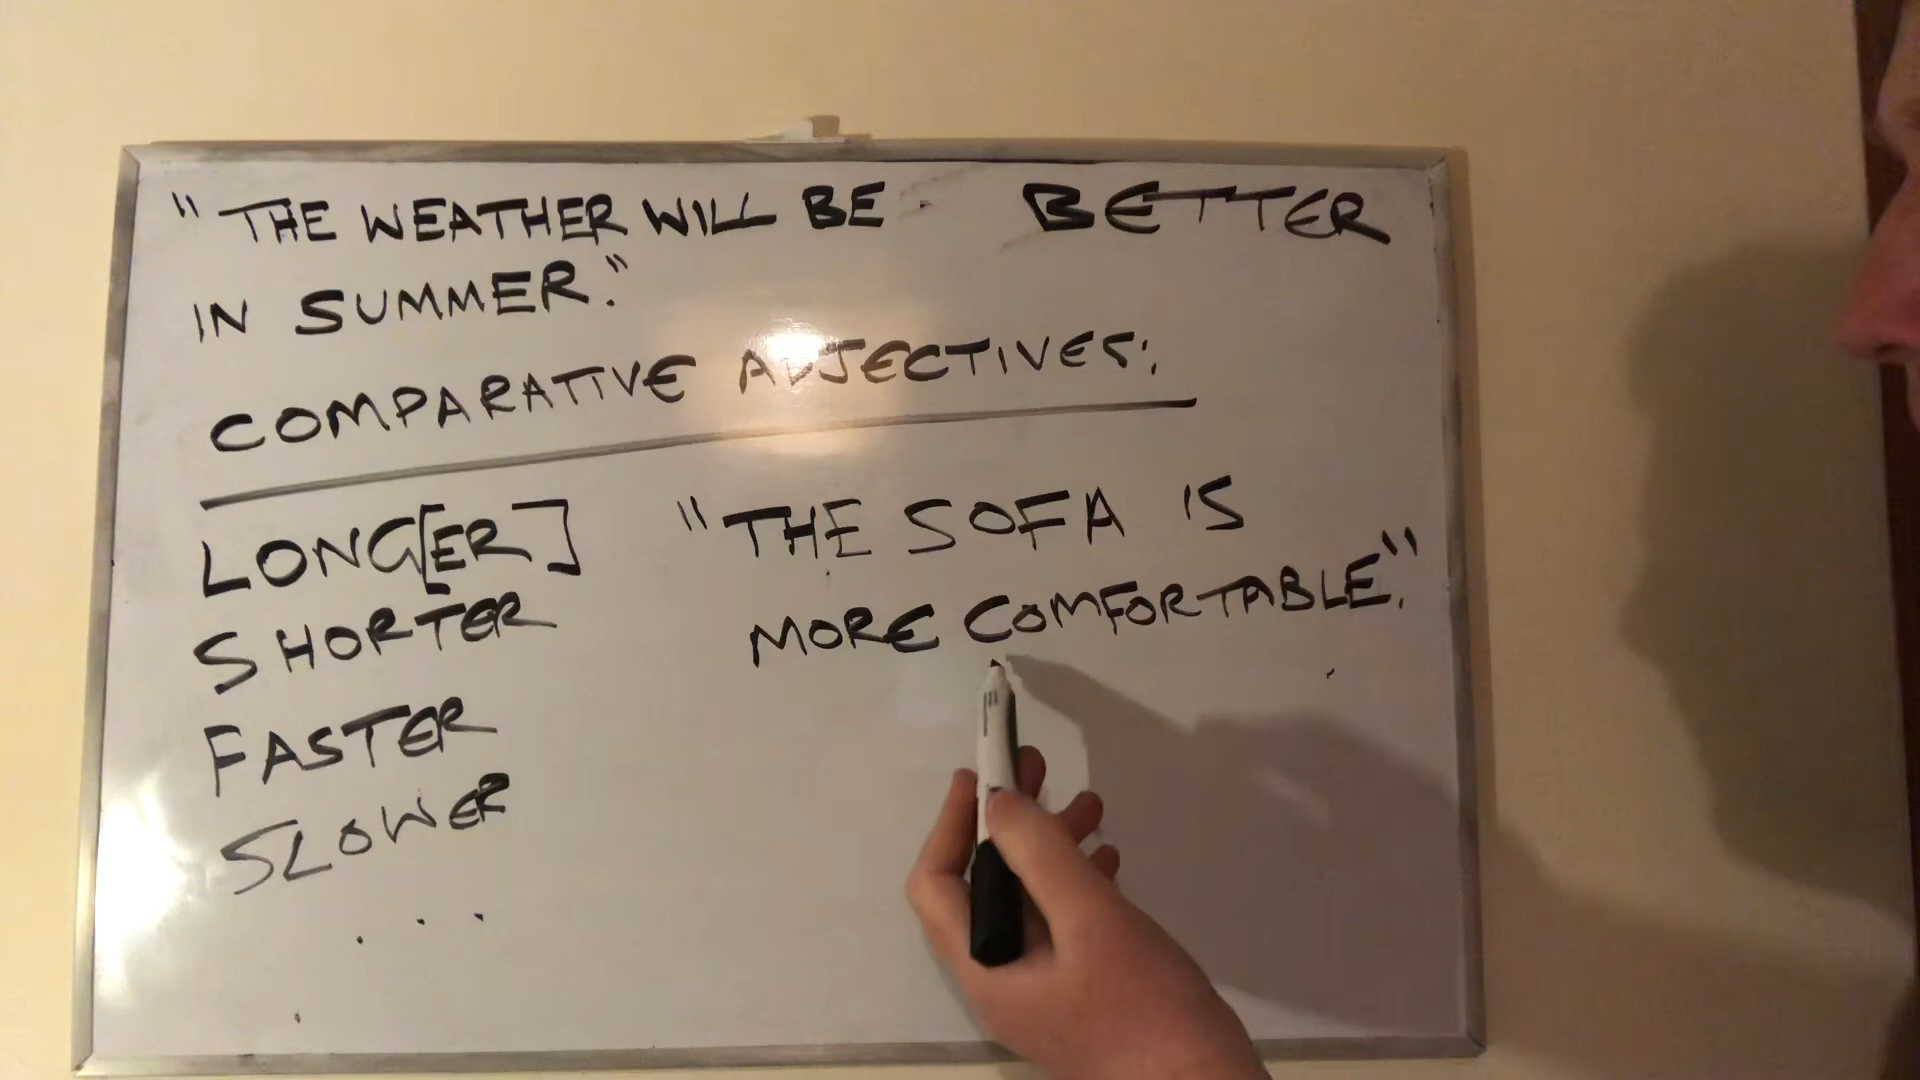 "THE WEATHER WILL BE. BETTER
IN SUMMER."
COMPARATIVE ADJECTIVES:
LONG[ER]
SHORTER
FASTER
SLOWER
...
"THE SOFA IS
MORE COMFORTABLE."